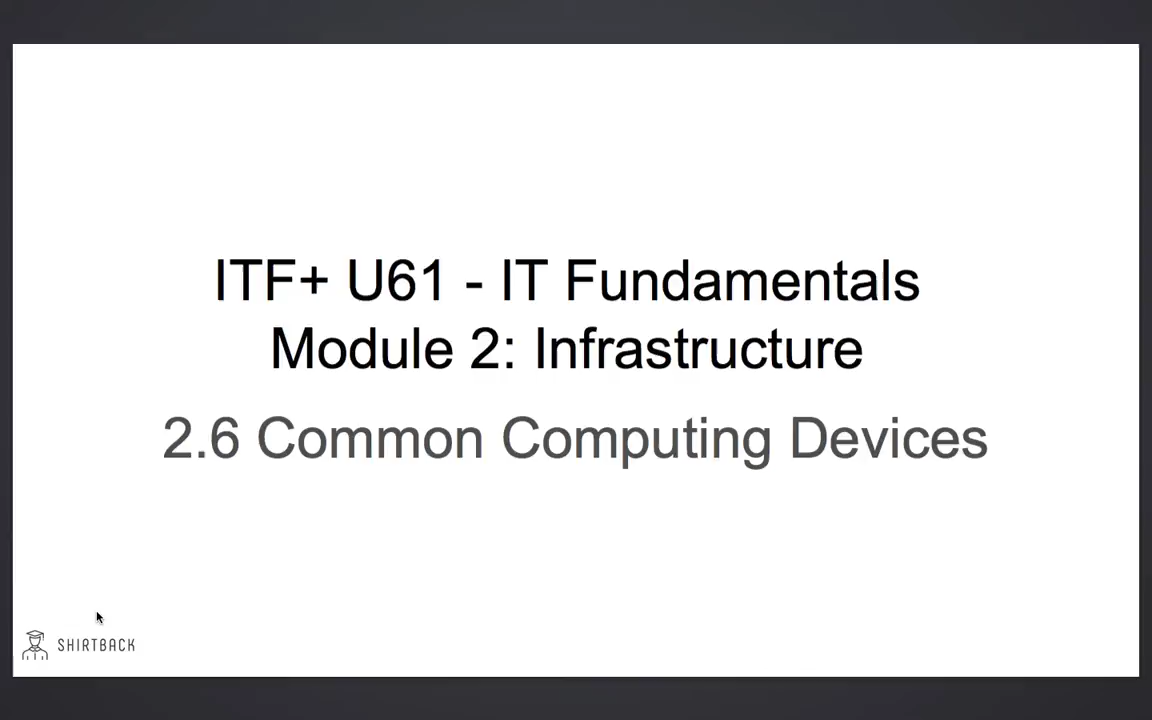 ITF+ U61 - IT Fundamentals
Module 2: Infrastructure
2.6 Common Computing Devices
SHIRTBACK